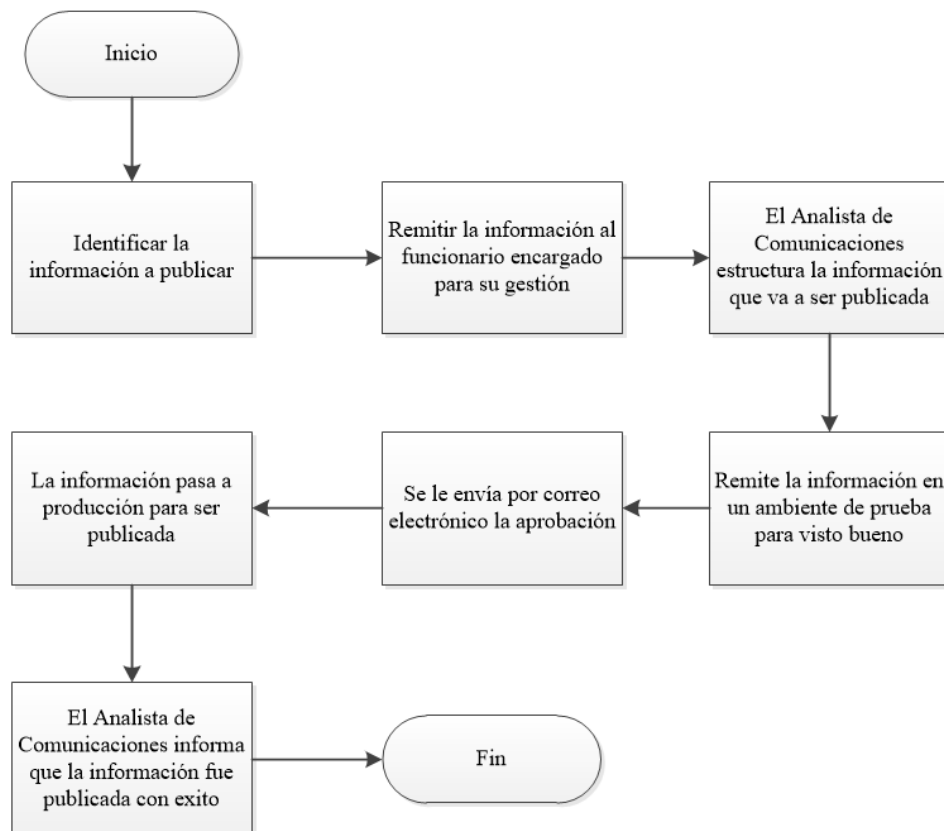 Inicio
Identificar la
información a publicar
Remitir la información al
funcionario encargado
para su gestión
El Analista de
Comunicaciones
estructura la información
que va a ser publicada
Remite la información en
un ambiente de prueba
para visto bueno
Se le envía por correo
electrónico la aprobación
La información pasa a
producción para ser
publicada
El Analista de
Comunicaciones informa
que la información fue
publicada con exito
Fin